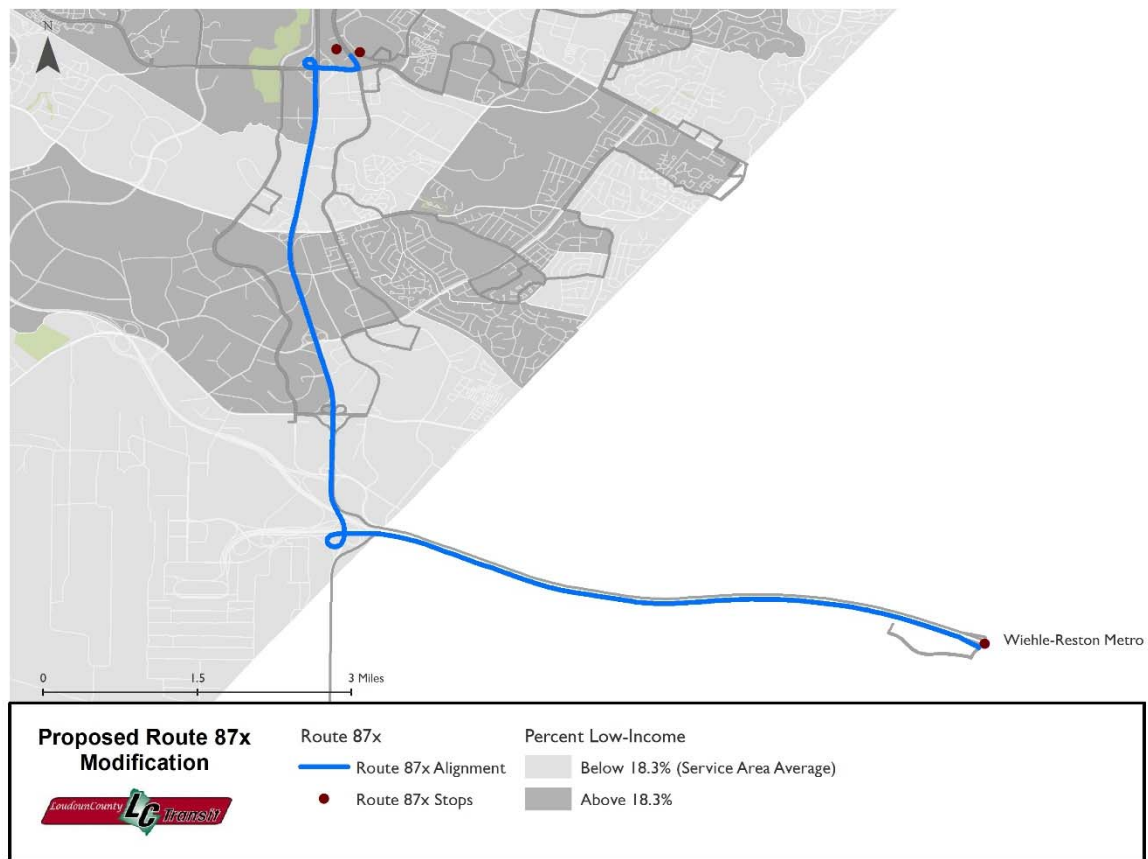 N
Wiehle-Reston Metro
0 1.5 3 Miles
Proposed Route 87x
Modification
LoudounCounty LC Transit
Route 87x
Route 87x Alignment
Route 87x Stops
Percent Low-Income
Below 18.3% (Service Area Average)
Above 18.3%